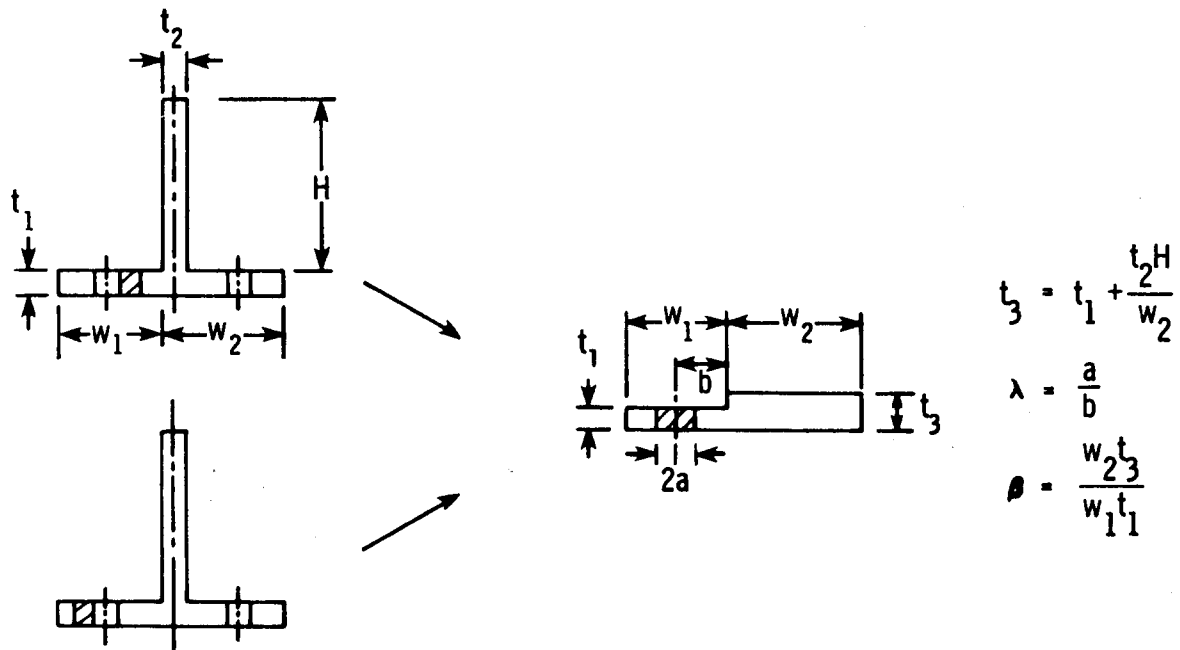 t₂
H
t₁
w₁ w₂
w₁ w₂
t₁
b
t₃
2a
t₃ = t₁ + t₂H/w₂
λ = a/b
β = w₂t₃/w₁t₁